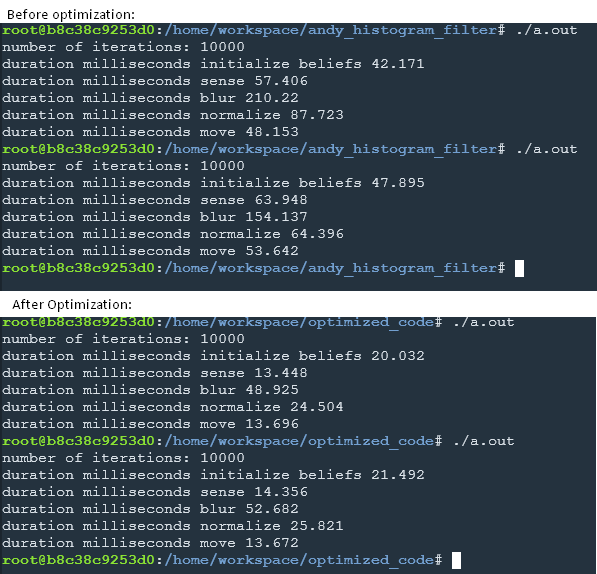 Before optimization:
root@b8c38c9253d0:/home/workspace/andy_histogram_filter# ./a.out
number of iterations: 10000
duration milliseconds initialize beliefs 42.171
duration milliseconds sense 57.406
duration milliseconds blur 210.22
duration milliseconds normalize 87.723
duration milliseconds move 48.153
root@b8c38c9253d0:/home/workspace/andy_histogram_filter# ./a.out
number of iterations: 10000
duration milliseconds initialize beliefs 47.895
duration milliseconds sense 63.948
duration milliseconds blur 154.137
duration milliseconds normalize 64.396
duration milliseconds move 53.642
root@b8c38c9253d0:/home/workspace/andy_histogram_filter#
After Optimization:
root@b8c38c9253d0:/home/workspace/optimized_code# ./a.out
number of iterations: 10000
duration milliseconds initialize beliefs 20.032
duration milliseconds sense 13.448
duration milliseconds blur 48.925
duration milliseconds normalize 24.504
duration milliseconds move 13.696
root@b8c38c9253d0:/home/workspace/optimized_code# ./a.out
number of iterations: 10000
duration milliseconds initialize beliefs 21.492
duration milliseconds sense 14.356
duration milliseconds blur 52.682
duration milliseconds normalize 25.821
duration milliseconds move 13.672
root@b8c38c9253d0:/home/workspace/optimized_code#